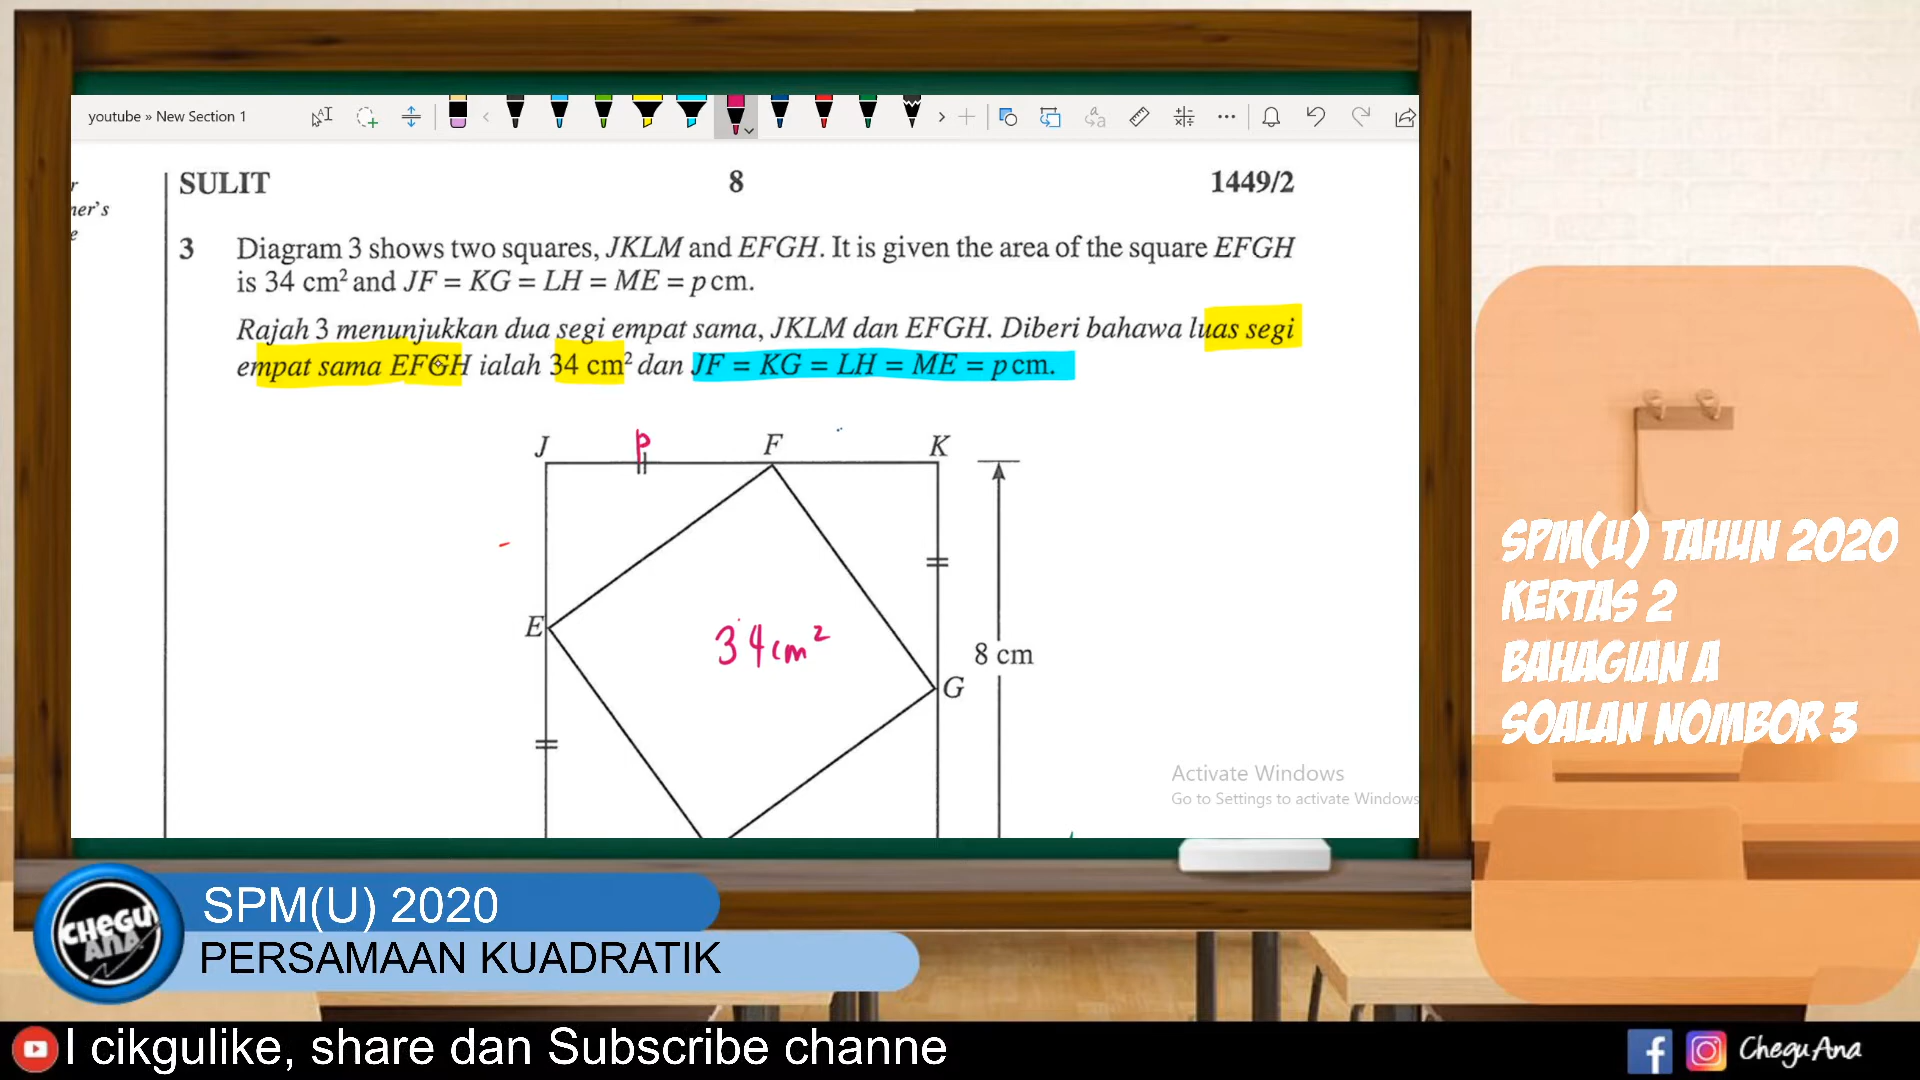 youtube » New Section 1
r
ner's
e
SULIT 8 1449/2
3 Diagram 3 shows two squares, JKLM and EFGH. It is given the area of the square EFGH
is 34 cm² and JF = KG = LH = ME = p cm.
Rajah 3 menunjukkan dua segi empat sama, JKLM dan EFGH. Diberi bahawa luas segi
empat sama EFGH ialah 34 cm² dan JF = KG = LH = ME = p cm.
J p F K
E
34cm²
8 cm
G
Activate Windows
Go to Settings to activate Windows
SPM(U) TAHUN 2020
KERTAS 2
BAHAGIAN A
SOALAN NOMBOR 3
CHEGU
ANA
SPM(U) 2020
PERSAMAAN KUADRATIK
I cikgulike, share dan Subscribe channe
CheguAna